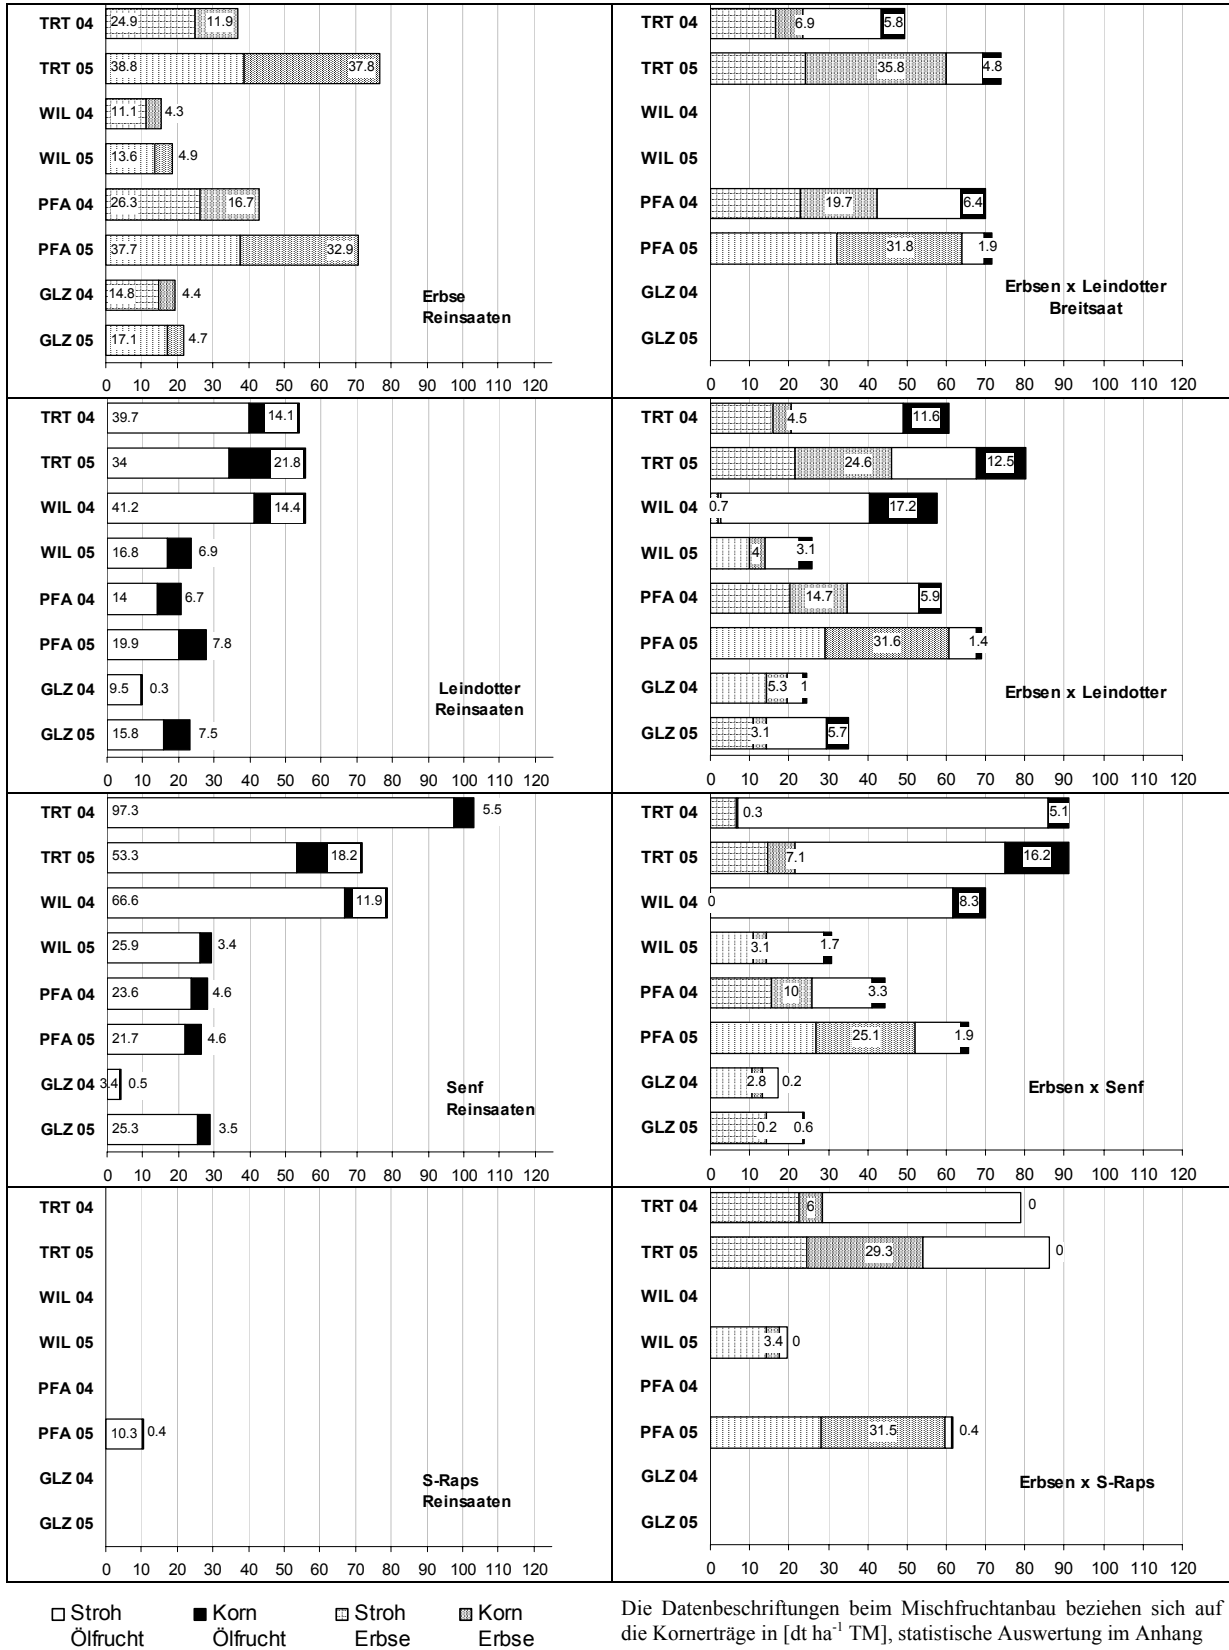 TRT 04 24.9 11.9
TRT 05 38.8 37.8
WIL 04 11.1 4.3
WIL 05 13.6 4.9
PFA 04 26.3 16.7
PFA 05 37.7 32.9
GLZ 04 14.8 4.4
GLZ 05 17.1 4.7
Erbse
Reinsaaten
0 10 20 30 40 50 60 70 80 90 100 120
TRT 04 6.9 5.8
TRT 05 35.8 4.8
WIL 04
WIL 05
PFA 04 19.7 6.4
PFA 05 31.8 1.9
GLZ 04
GLZ 05
Erbsen x Leindotter
Breitsaat
0 10 20 30 40 50 60 70 80 90 100 120
TRT 04 39.7 14.1
TRT 05 34 21.8
WIL 04 41.2 14.4
WIL 05 16.8 6.9
PFA 04 14 6.7
PFA 05 19.9 7.8
GLZ 04 9.5 0.3
GLZ 05 15.8 7.5
Leindotter
Reinsaaten
0 10 20 30 40 50 60 70 80 90 100 120
TRT 04 4.5 11.6
TRT 05 24.6 12.5
WIL 04 0.7 17.2
WIL 05 4 3.1
PFA 04 14.7 5.9
PFA 05 31.6 1.4
GLZ 04 5.3 1
GLZ 05 3.1 5.7
Erbsen x Leindotter
0 10 20 30 40 50 60 70 80 90 100 120
TRT 04 97.3 5.5
TRT 05 53.3 18.2
WIL 04 66.6 11.9
WIL 05 25.9 3.4
PFA 04 23.6 4.6
PFA 05 21.7 4.6
GLZ 04 3.4 0.5
GLZ 05 25.3 3.5
Senf
Reinsaaten
0 10 20 30 40 50 60 70 80 90 100 120
TRT 04 0.3 5.1
TRT 05 7.1 16.2
WIL 04 0 8.3
WIL 05 3.1 1.7
PFA 04 10 3.3
PFA 05 25.1 1.9
GLZ 04 2.8 0.2
GLZ 05 0.2 0.6
Erbsen x Senf
0 10 20 30 40 50 60 70 80 90 100 120
TRT 04
TRT 05
WIL 04
WIL 05
PFA 04
PFA 05 10.3 0.4
GLZ 04
GLZ 05
S-Raps
Reinsaaten
0 10 20 30 40 50 60 70 80 90 100 120
TRT 04 6 0
TRT 05 29.3 0
WIL 04
WIL 05 3.4 0
PFA 04
PFA 05 31.5 0.4
GLZ 04
GLZ 05
Erbsen x S-Raps
0 10 20 30 40 50 60 70 80 90 100 120
Stroh Ölfrucht
Korn Ölfrucht
Stroh Erbse
Korn Erbse
Die Datenbeschriftungen beim Mischfruchtanbau beziehen sich auf
die Kornerträge in [dt ha⁻¹ TM], statistische Auswertung im Anhang